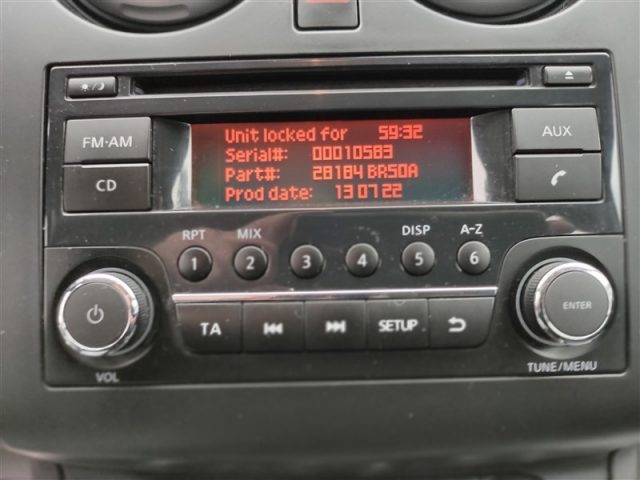 Unit locked for 59:32
Serial#: 00010583
Part#: 28184 BR50A
Prod date: 13 07 22
FM·AM
CD
AUX
RPT MIX DISP A-Z
1 2 3 4 5 6
TA SETUP
ENTER
VOL
TUNE/MENU